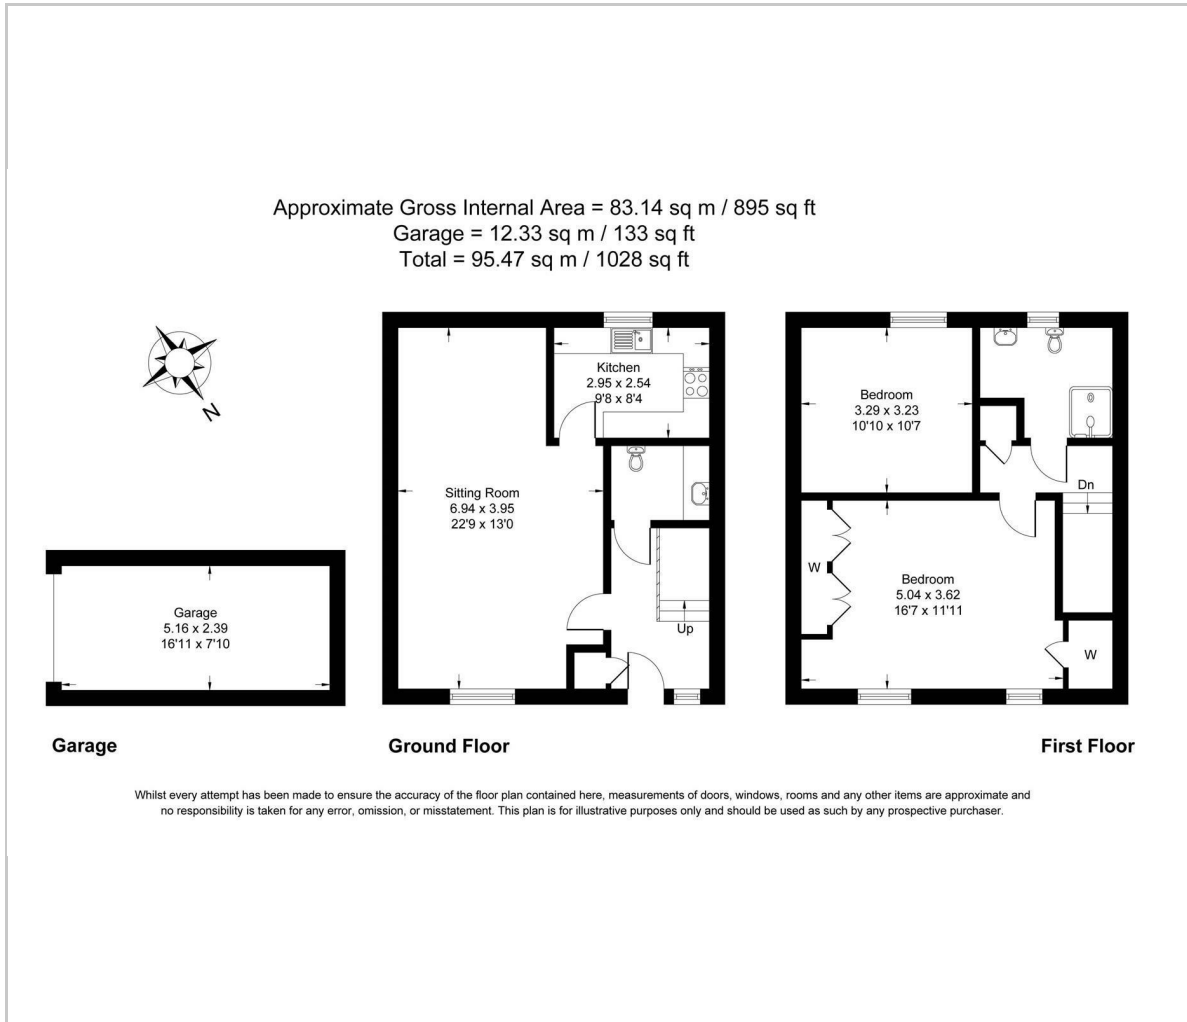 Approximate Gross Internal Area = 83.14 sq m / 895 sq ft
Garage = 12.33 sq m / 133 sq ft
Total = 95.47 sq m / 1028 sq ft
N
Kitchen
2.95 x 2.54
9'8 x 8'4
Sitting Room
6.94 x 3.95
22'9 x 13'0
Up
Bedroom
3.29 x 3.23
10'10 x 10'7
Dn
W
Bedroom
5.04 x 3.62
16'7 x 11'11
W
Garage
5.16 x 2.39
16'11 x 7'10
Garage
Ground Floor
First Floor
Whilst every attempt has been made to ensure the accuracy of the floor plan contained here, measurements of doors, windows, rooms and any other items are approximate and
no responsibility is taken for any error, omission, or misstatement. This plan is for illustrative purposes only and should be used as such by any prospective purchaser.